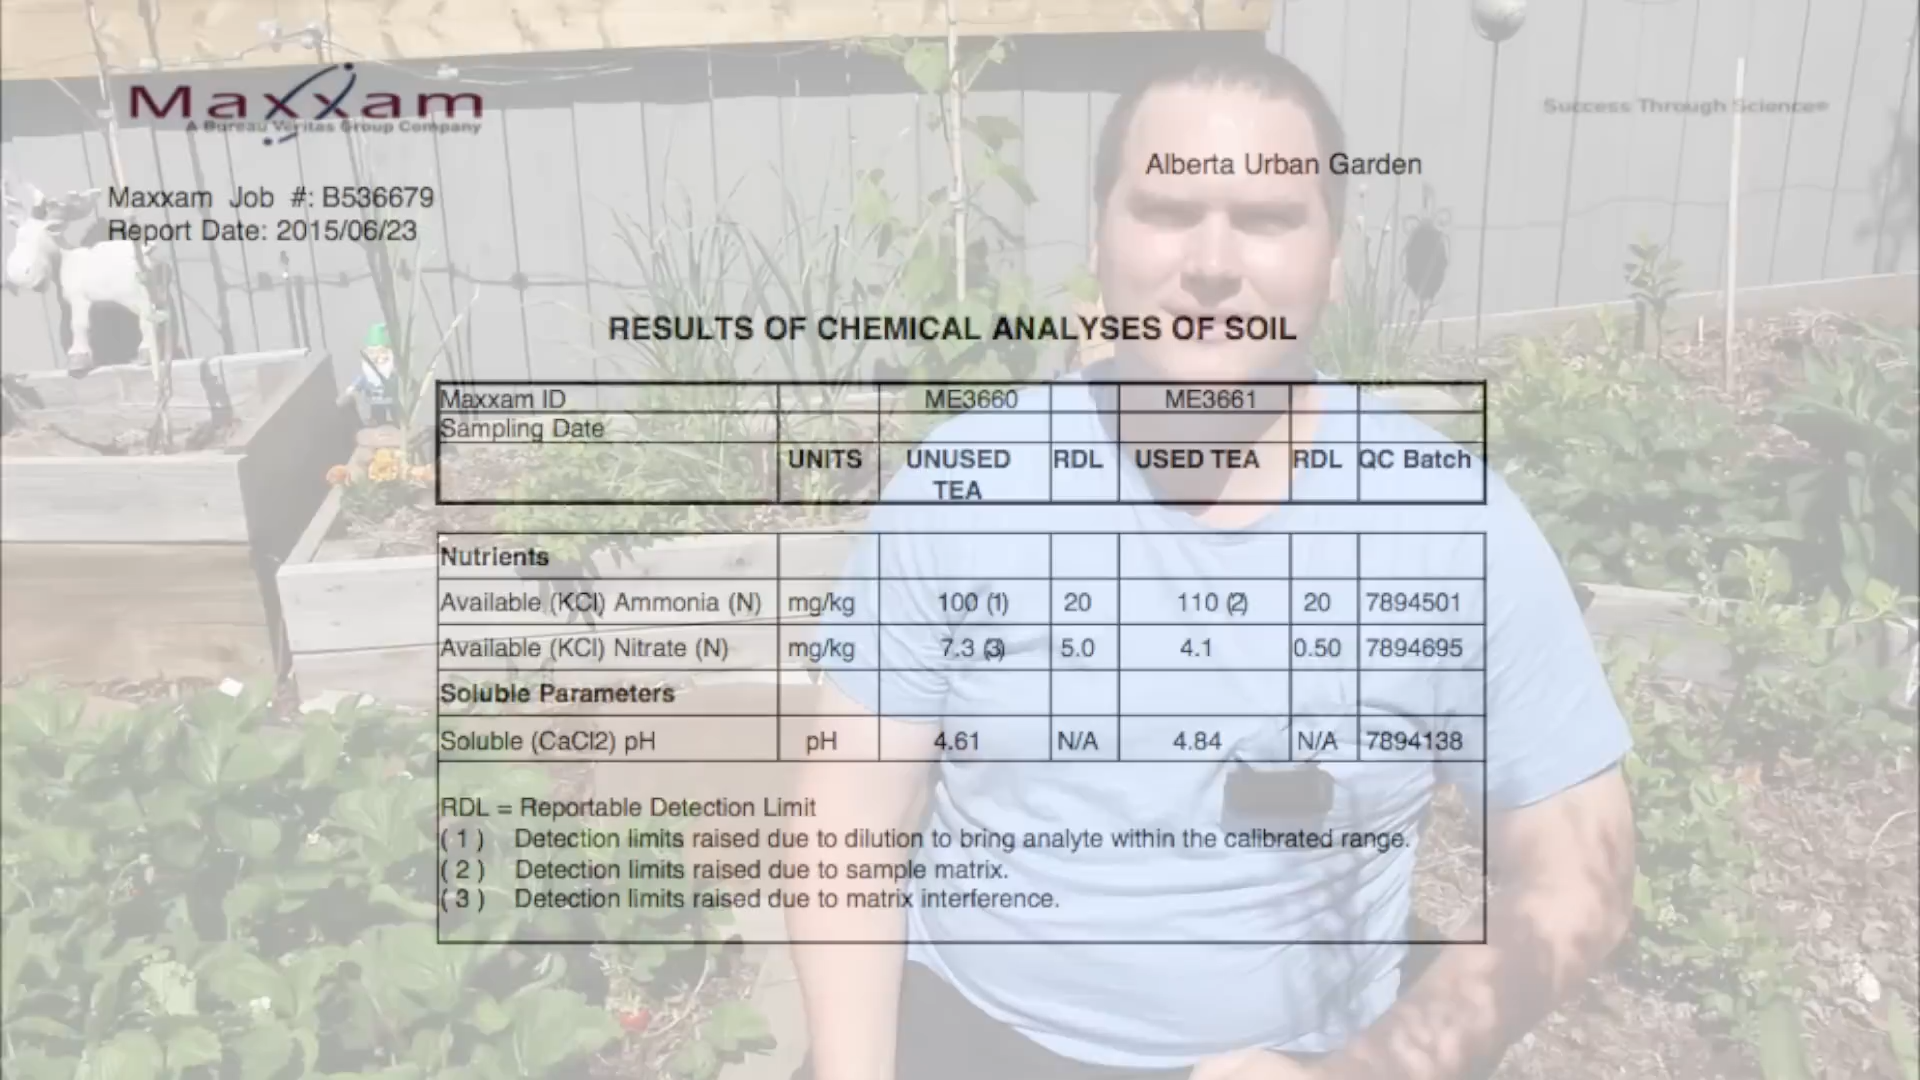 Maxxam
A Bureau Veritas Group Company
Success Through Science®
Alberta Urban Garden
Maxxam Job #: B536679
Report Date: 2015/06/23
RESULTS OF CHEMICAL ANALYSES OF SOIL
Maxxam ID ME3660 ME3661
Sampling Date
UNITS UNUSED TEA RDL USED TEA RDL QC Batch
Nutrients
Available (KCl) Ammonia (N) mg/kg 100 (1) 20 110 (2) 20 7894501
Available (KCl) Nitrate (N) mg/kg 7.3 (3) 5.0 4.1 0.50 7894695
Soluble Parameters
Soluble (CaCl2) pH pH 4.61 N/A 4.84 N/A 7894138
RDL = Reportable Detection Limit
( 1 ) Detection limits raised due to dilution to bring analyte within the calibrated range.
( 2 ) Detection limits raised due to sample matrix.
( 3 ) Detection limits raised due to matrix interference.